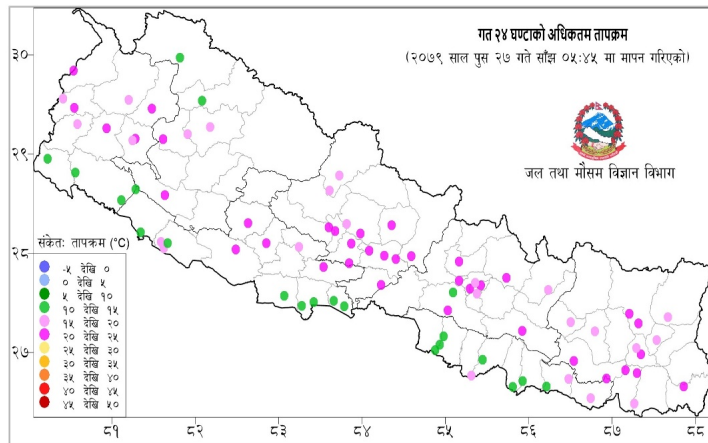 गत २४ घण्टाको अधिकतम तापक्रम
(२०७९ साल पुस २७ गते साँझ ०५:४५ मा मापन गरिएको)
जल तथा मौसम विज्ञान विभाग
३०
२९
२८
२७
संकेतः तापक्रम (°C)
-५ देखि ०
० देखि ५
५ देखि १०
१० देखि १५
१५ देखि २०
२० देखि २५
२५ देखि ३०
३० देखि ३५
३५ देखि ४०
४० देखि ४५
४५ देखि ५०
८१ ८२ ८३ ८४ ८५ ८६ ८७ ८८